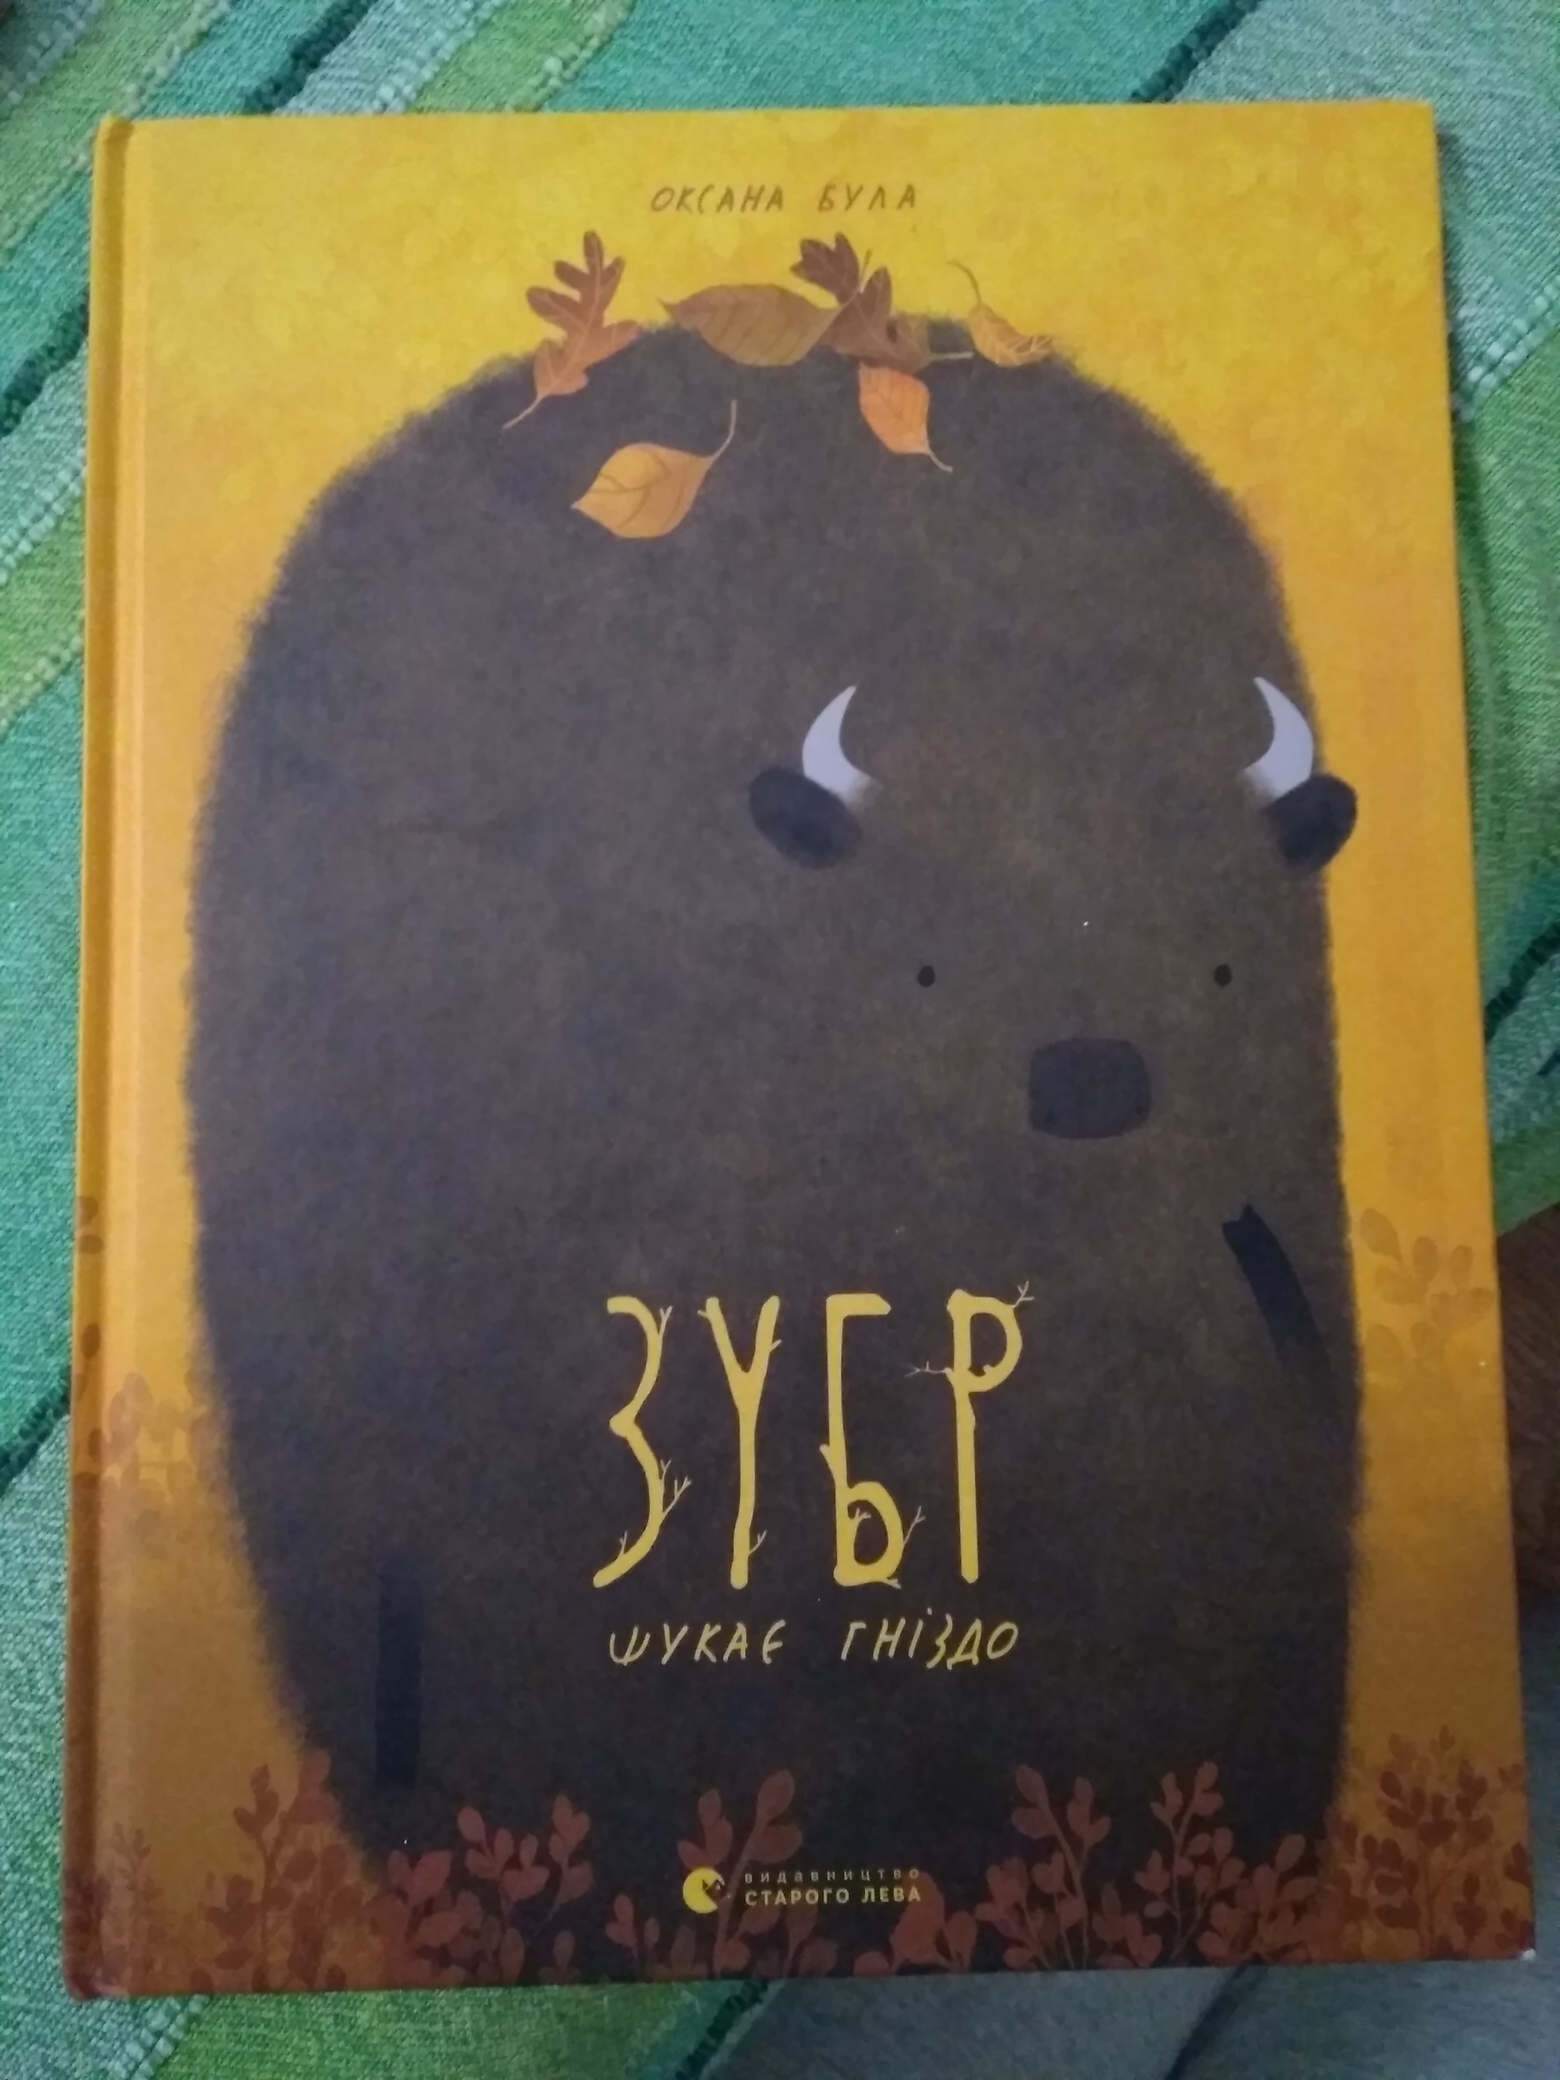 ОКСАНА БУЛА
ЗУБР
ШУКАЄ ГНІЗДО
ВИДАВНИЦТВО
СТАРОГО ЛЕВА